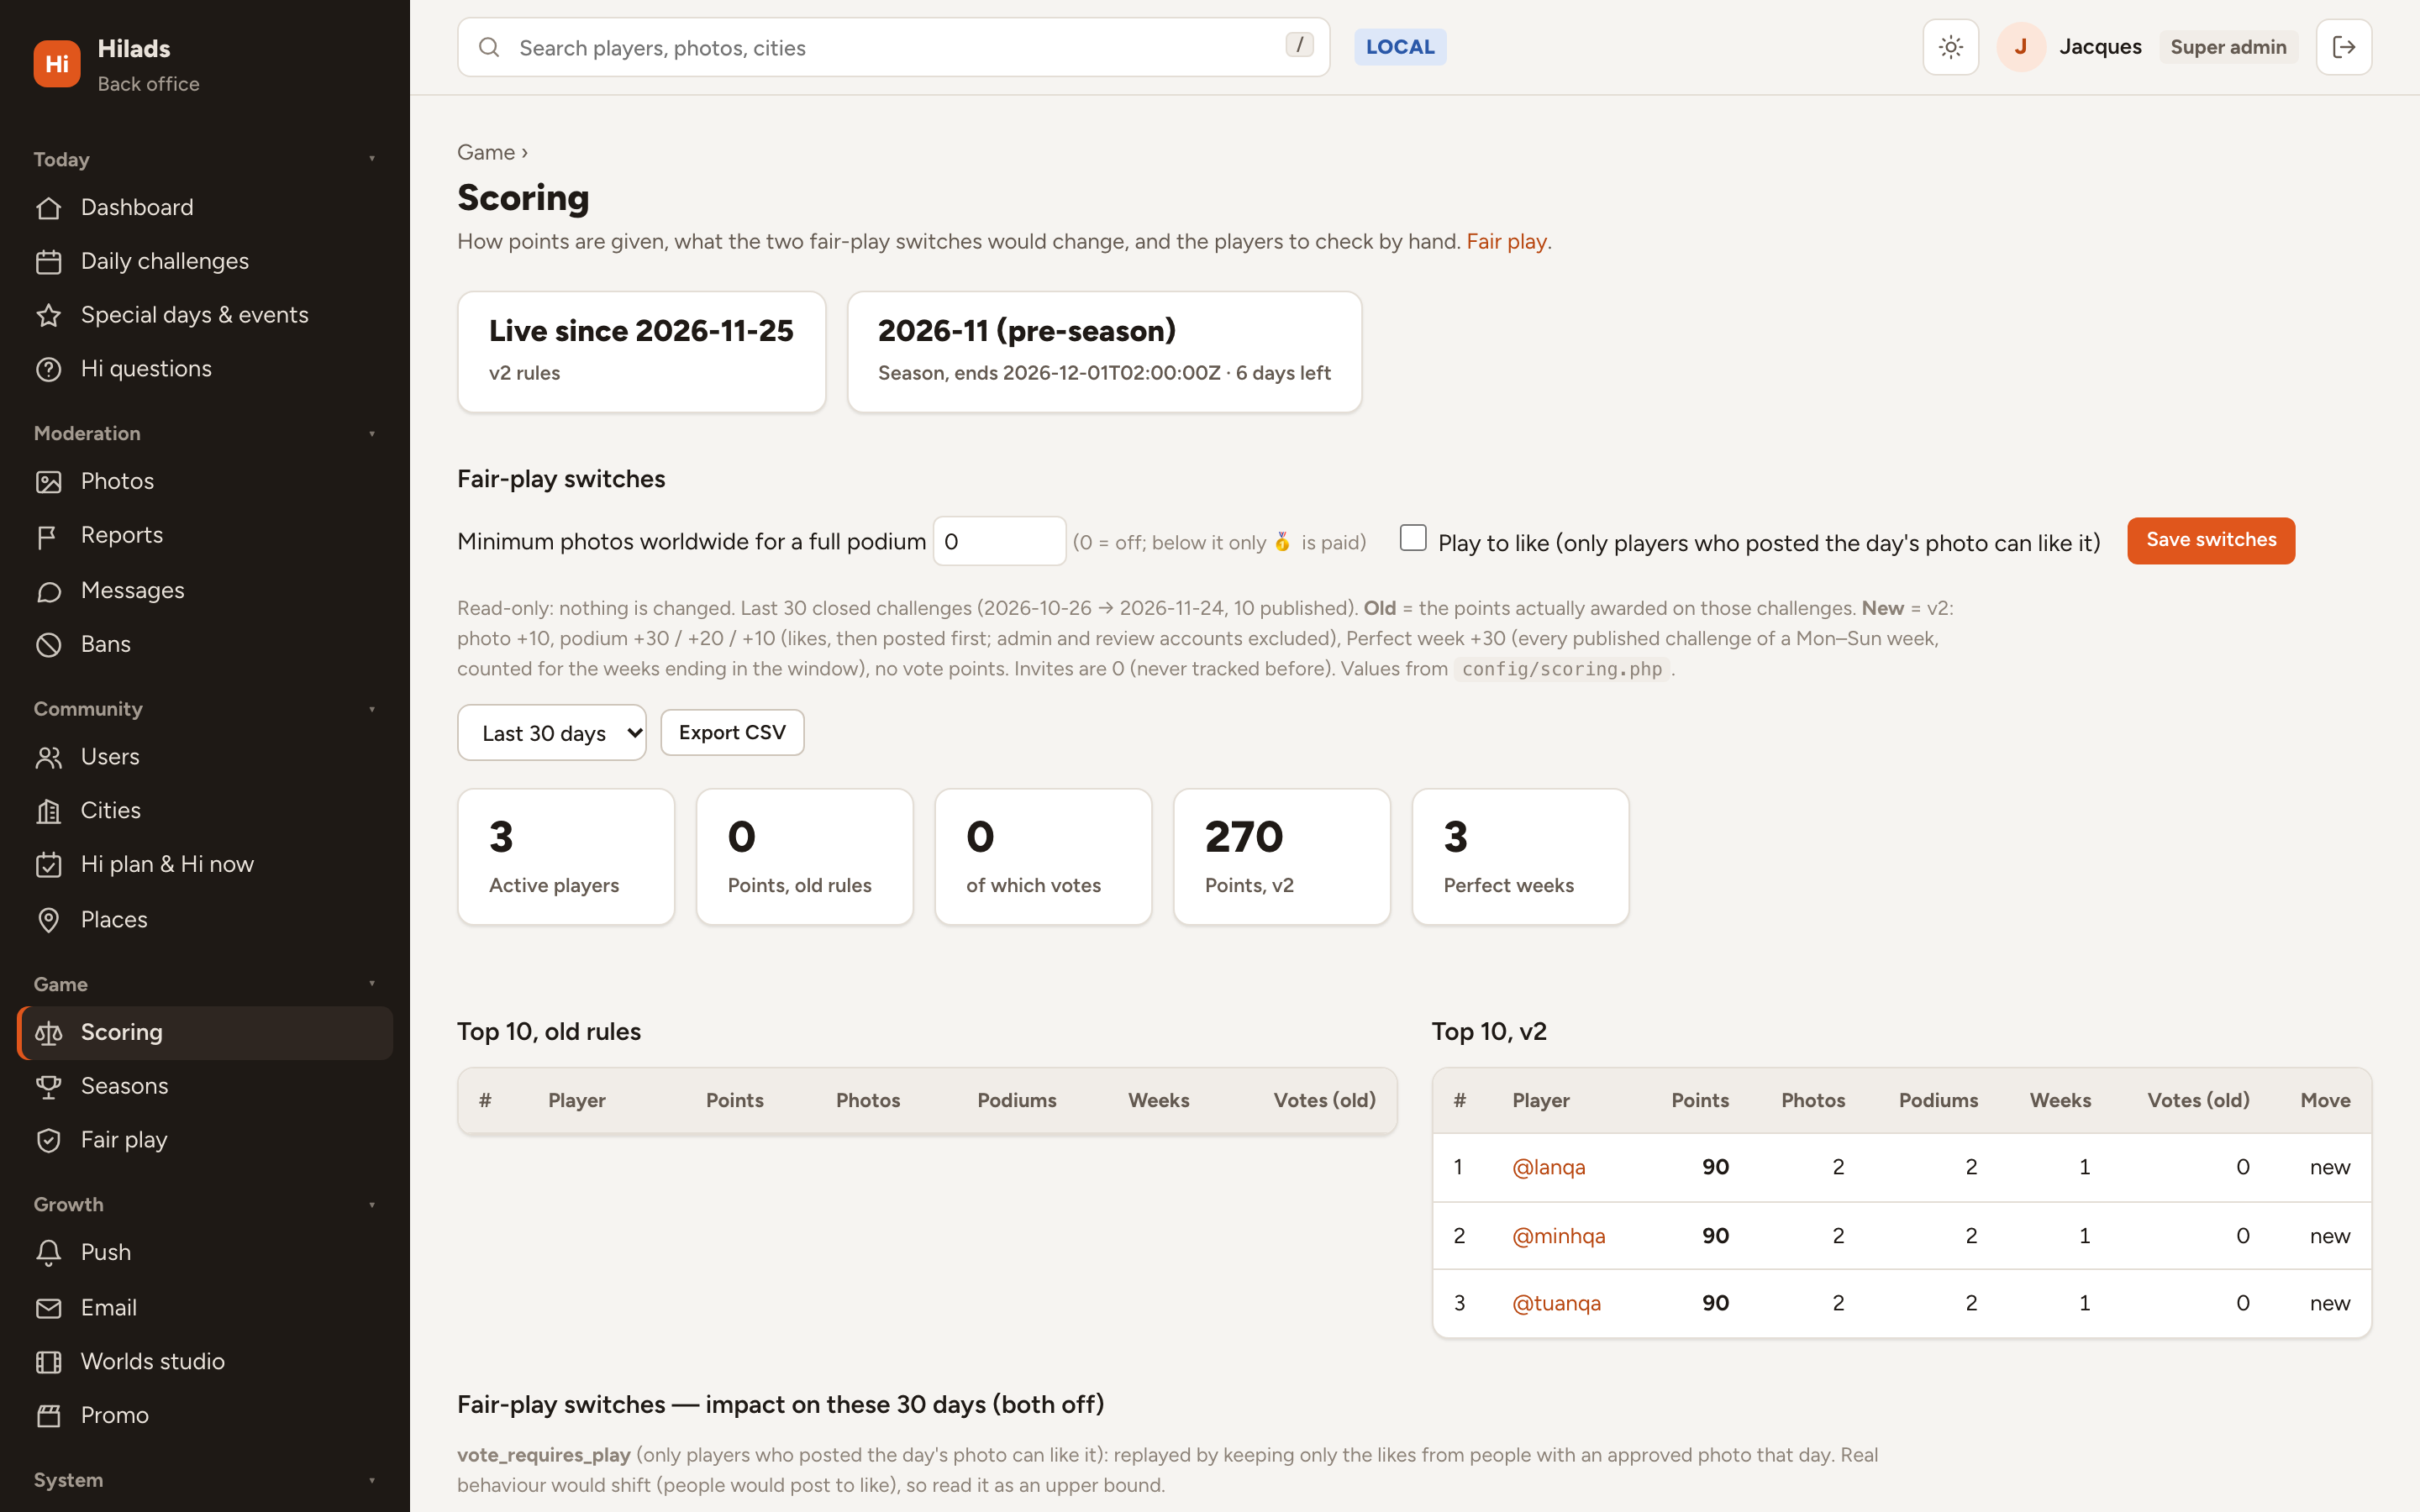 Hi
Hilads
Back office
Today
Dashboard
Daily challenges
Special days & events
Hi questions
Moderation
Photos
Reports
Messages
Bans
Community
Users
Cities
Hi plan & Hi now
Places
Game
Scoring
Seasons
Fair play
Growth
Push
Email
Worlds studio
Promo
System
Search players, photos, cities /
LOCAL
J Jacques Super admin
Game ›
Scoring
How points are given, what the two fair-play switches would change, and the players to check by hand. Fair play.
Live since 2026-11-25
v2 rules
2026-11 (pre-season)
Season, ends 2026-12-01T02:00:00Z · 6 days left
Fair-play switches
Minimum photos worldwide for a full podium 0 (0 = off; below it only 🥇 is paid) Play to like (only players who posted the day's photo can like it) Save switches
Read-only: nothing is changed. Last 30 closed challenges (2026-10-26 → 2026-11-24, 10 published). Old = the points actually awarded on those challenges. New = v2:
photo +10, podium +30 / +20 / +10 (likes, then posted first; admin and review accounts excluded), Perfect week +30 (every published challenge of a Mon–Sun week,
counted for the weeks ending in the window), no vote points. Invites are 0 (never tracked before). Values from config/scoring.php .
Last 30 days Export CSV
3
Active players
0
Points, old rules
0
of which votes
270
Points, v2
3
Perfect weeks
Top 10, old rules
# Player Points Photos Podiums Weeks Votes (old)
Top 10, v2
# Player Points Photos Podiums Weeks Votes (old) Move
1 @lanqa 90 2 2 1 0 new
2 @minhqa 90 2 2 1 0 new
3 @tuanqa 90 2 2 1 0 new
Fair-play switches — impact on these 30 days (both off)
vote_requires_play (only players who posted the day's photo can like it): replayed by keeping only the likes from people with an approved photo that day. Real
behaviour would shift (people would post to like), so read it as an upper bound.